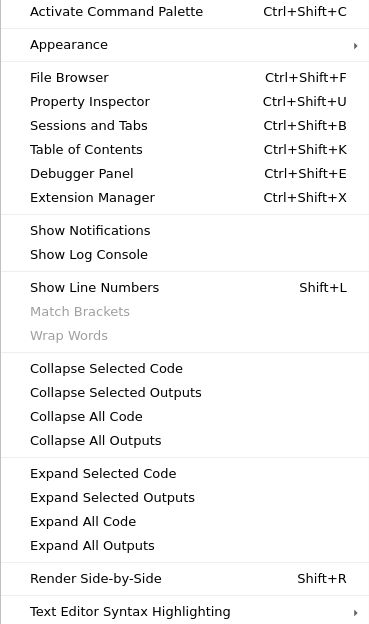 Activate Command Palette Ctrl+Shift+C
Appearance
File Browser Ctrl+Shift+F
Property Inspector Ctrl+Shift+U
Sessions and Tabs Ctrl+Shift+B
Table of Contents Ctrl+Shift+K
Debugger Panel Ctrl+Shift+E
Extension Manager Ctrl+Shift+X
Show Notifications
Show Log Console
Show Line Numbers Shift+L
Match Brackets
Wrap Words
Collapse Selected Code
Collapse Selected Outputs
Collapse All Code
Collapse All Outputs
Expand Selected Code
Expand Selected Outputs
Expand All Code
Expand All Outputs
Render Side-by-Side Shift+R
Text Editor Syntax Highlighting